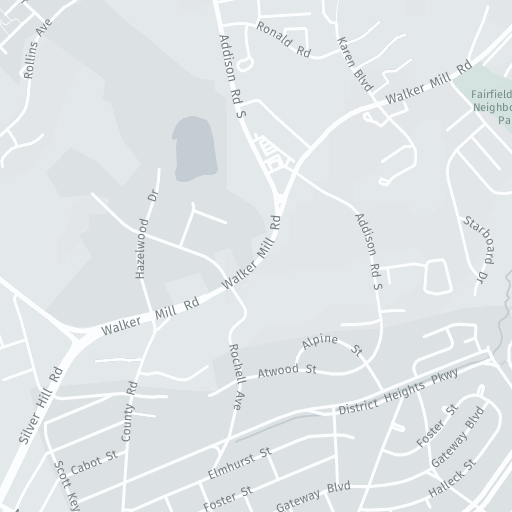 Rollins Ave
Ronald Rd
Karen Blvd
Addison Rd S
Walker Mill Rd
Fairfield
Neighbo
Pa
Hazelwood Dr
Walker Mill Rd
Addison Rd S
Starboard Dr
Walker Mill Rd
Alpine St
Rochell Ave
Atwood St
Silver Hill Rd
County Rd
District Heights Pkwy
Foster St
Gateway Blvd
Cabot St
Scott Key
Elmhurst St
Halleck St
Foster St
Gateway Blvd